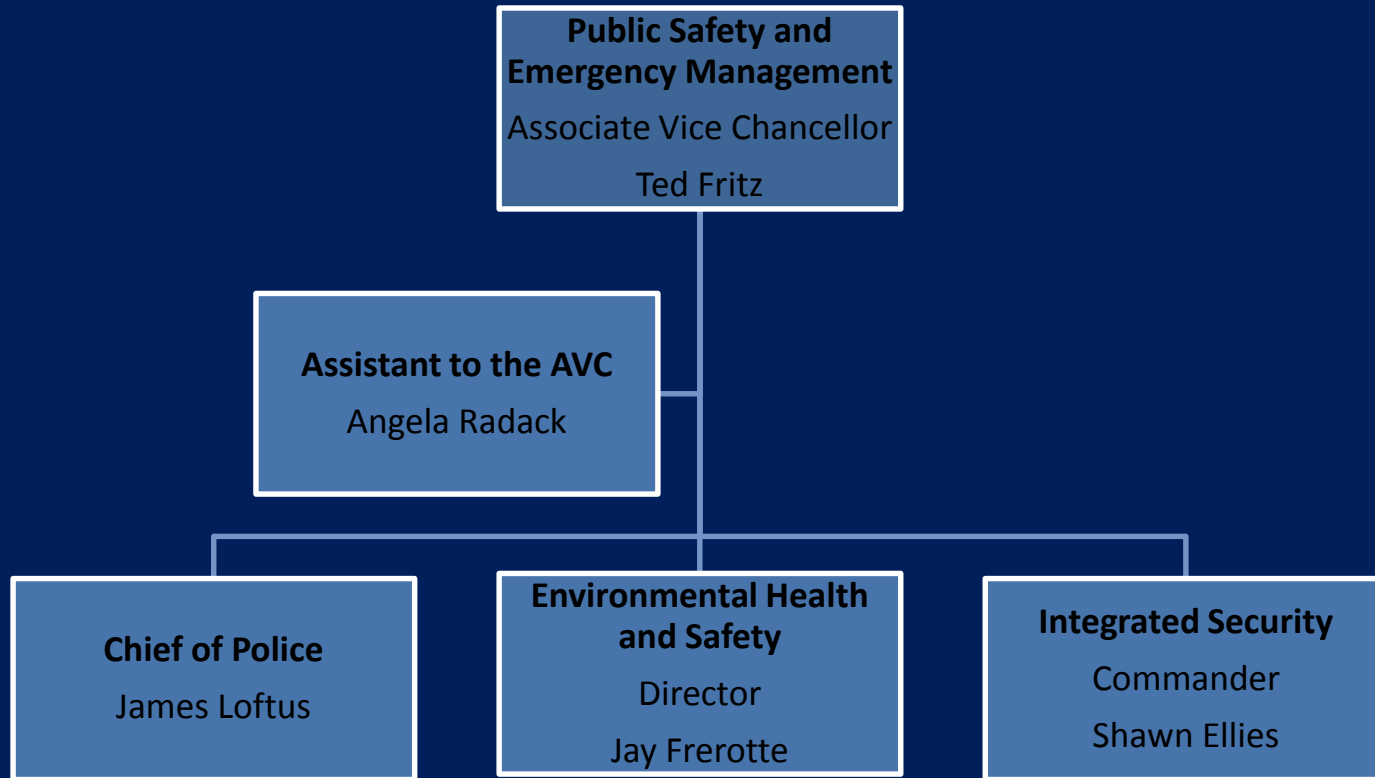 Public Safety and
Emergency Management
Associate Vice Chancellor
Ted Fritz
Assistant to the AVC
Angela Radack
Chief of Police
James Loftus
Environmental Health
and Safety
Director
Jay Frerotte
Integrated Security
Commander
Shawn Ellies